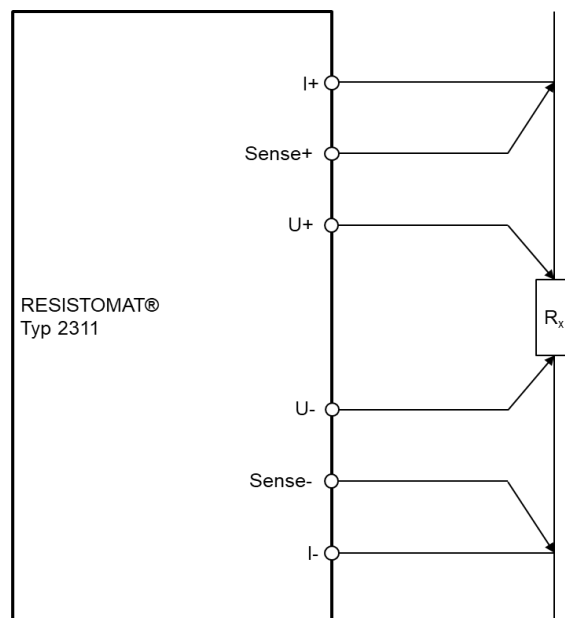 I+
Sense+
U+
RESISTOMAT®
Typ 2311
Rx
U-
Sense-
I-